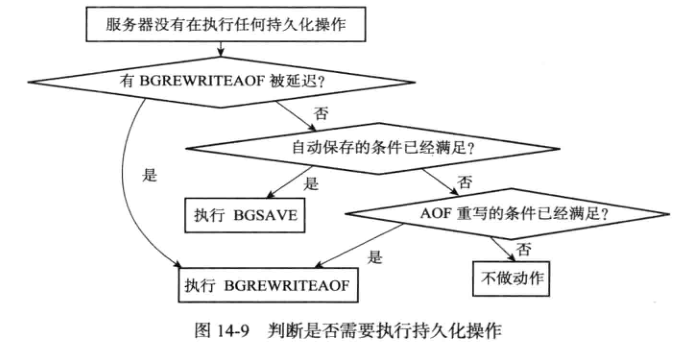 服务器没有在执行任何持久化操作
有 BGREWRITEAOF 被延迟?
否
自动保存的条件已经满足?
是
是
否
执行 BGSAVE
AOF 重写的条件已经满足?
是
否
执行 BGREWRITEAOF
不做动作
图 14-9 判断是否需要执行持久化操作